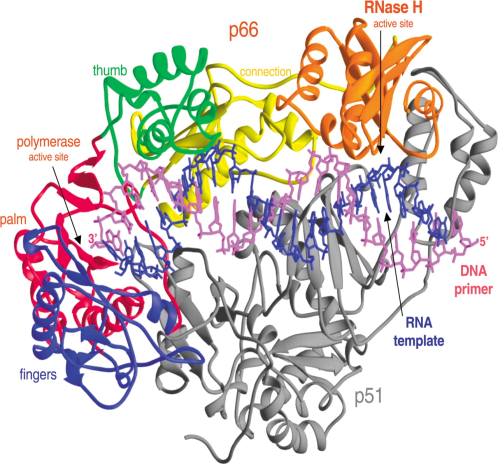 RNase H
active site
p66
thumb
connection
polymerase
active site
palm
3'
5'
DNA
primer
RNA
template
fingers
p51